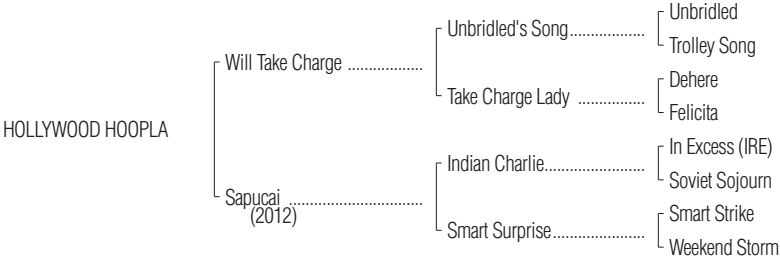 Unbridled
Unbridled's Song..................
Trolley Song
Will Take Charge ..................
Dehere
Take Charge Lady ................
Felicita
HOLLYWOOD HOOPLA
In Excess (IRE)
Indian Charlie........................
Soviet Sojourn
Sapucai ................................
(2012)
Smart Strike
Smart Surprise......................
Weekend Storm